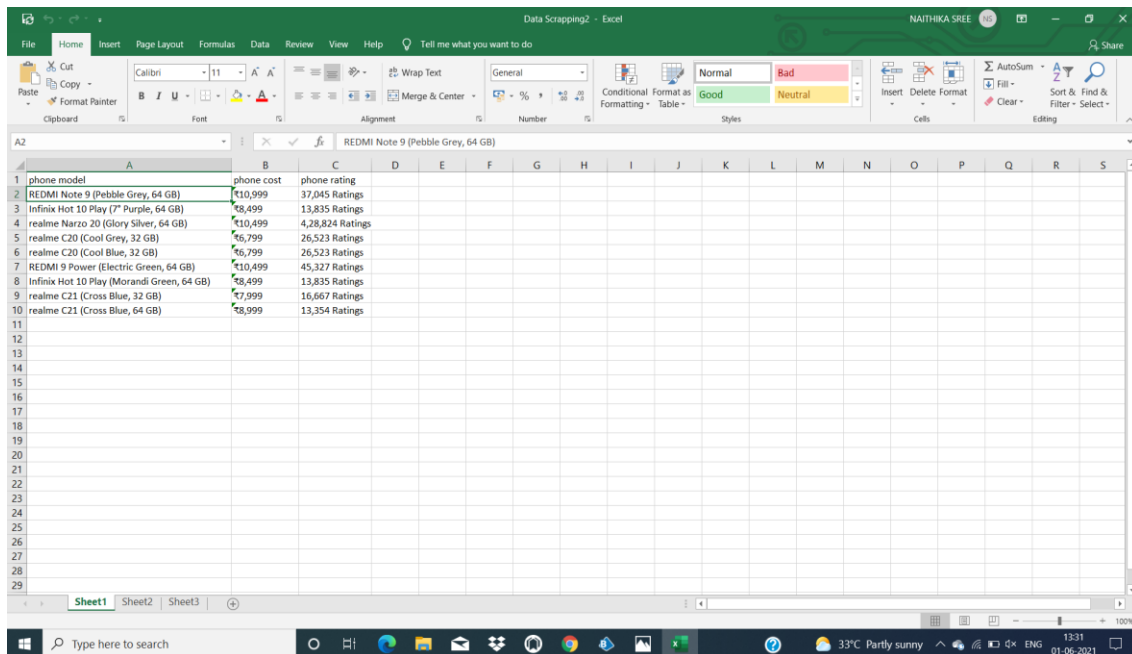 Data Scrapping2 - Excel
NAITHIKA SREE NS
File Home Insert Page Layout Formulas Data Review View Help Tell me what you want to do Share
Paste Cut Copy Format Painter
Clipboard
Calibri 11 A A
B I U A
Font
Wrap Text
Merge & Center
Alignment
General
% ,
Number
Conditional Formatting Format as Table
Normal Bad
Good Neutral
Styles
Insert Delete Format
Cells
AutoSum
Fill
Clear
Sort & Filter Find & Select
Editing
A2 fx REDMI Note 9 (Pebble Grey, 64 GB)
A B C D E F G H I J K L M N O P Q R S
1 phone model phone cost phone rating
2 REDMI Note 9 (Pebble Grey, 64 GB) ₹10,999 37,045 Ratings
3 Infinix Hot 10 Play (7° Purple, 64 GB) ₹8,499 13,835 Ratings
4 realme Narzo 20 (Glory Silver, 64 GB) ₹10,499 4,28,824 Ratings
5 realme C20 (Cool Grey, 32 GB) ₹6,799 26,523 Ratings
6 realme C20 (Cool Blue, 32 GB) ₹6,799 26,523 Ratings
7 REDMI 9 Power (Electric Green, 64 GB) ₹10,499 45,327 Ratings
8 Infinix Hot 10 Play (Morandi Green, 64 GB) ₹8,499 13,835 Ratings
9 realme C21 (Cross Blue, 32 GB) ₹7,999 16,667 Ratings
10 realme C21 (Cross Blue, 64 GB) ₹8,999 13,354 Ratings
11
12
13
14
15
16
17
18
19
20
21
22
23
24
25
26
27
28
29
Sheet1 Sheet2 Sheet3
100%
Type here to search
33°C Partly sunny ENG 13:31
01-06-2021